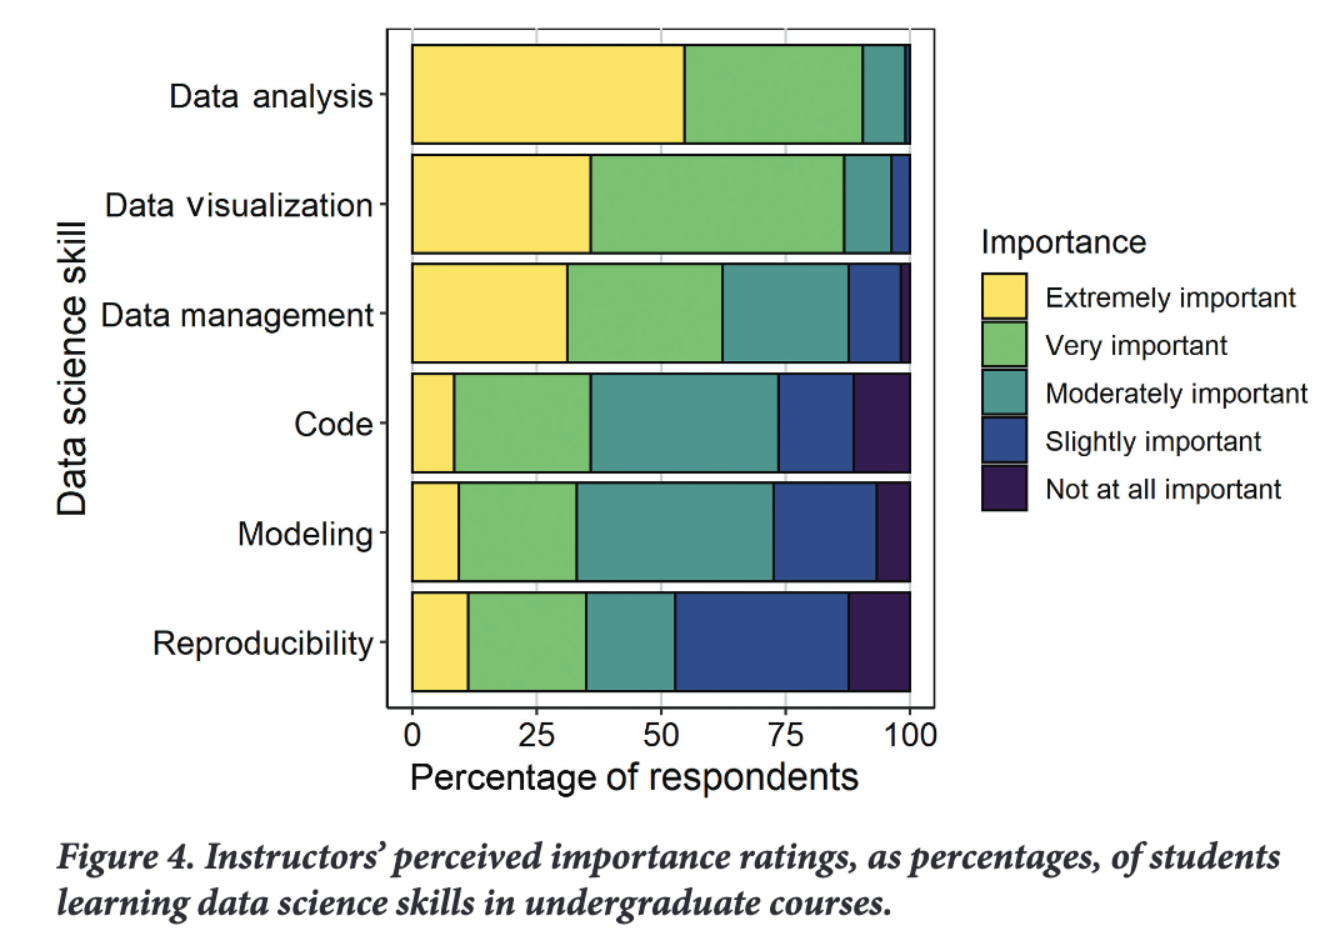 Data science skill
Data analysis
Data visualization
Data management
Code
Modeling
Reproducibility
0 25 50 75 100
Percentage of respondents
Importance
Extremely important
Very important
Moderately important
Slightly important
Not at all important
Figure 4. Instructors’ perceived importance ratings, as percentages, of students
learning data science skills in undergraduate courses.